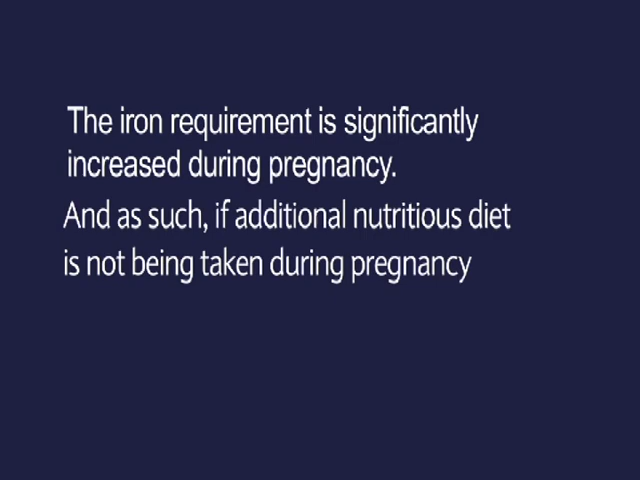 The iron requirement is significantly
increased during pregnancy.
And as such, if additional nutritious diet
is not being taken during pregnancy